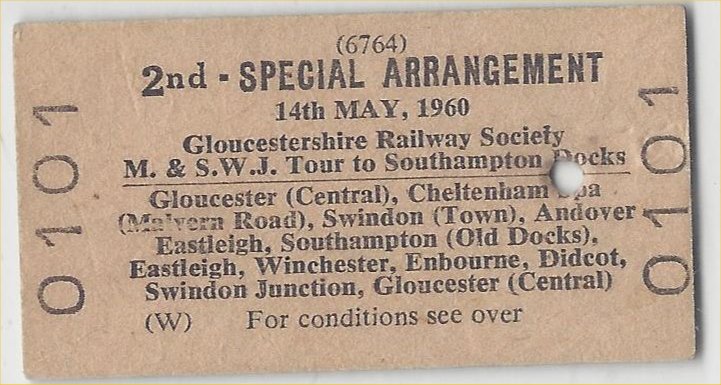 (6764)
2nd - SPECIAL ARRANGEMENT
14th MAY, 1960
Gloucestershire Railway Society
M. & S.W.J. Tour to Southampton Docks
Gloucester (Central), Cheltenham Spa
(Malvern Road), Swindon (Town), Andover
Eastleigh, Southampton (Old Docks),
Eastleigh, Winchester, Enbourne, Didcot,
Swindon Junction, Gloucester (Central)
(W) For conditions see over
0101
0101